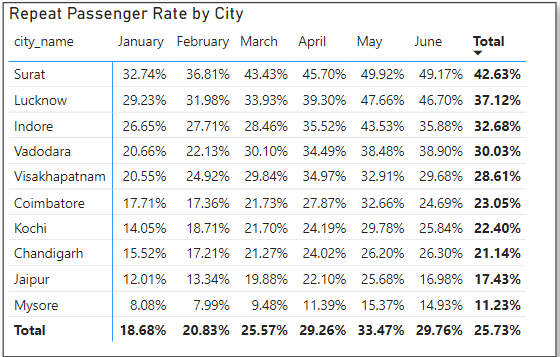 Repeat Passenger Rate by City
city_name January February March April May June Total
Surat 32.74% 36.81% 43.43% 45.70% 49.92% 49.17% 42.63%
Lucknow 29.23% 31.98% 33.93% 39.30% 47.66% 46.70% 37.12%
Indore 26.65% 27.71% 28.46% 35.52% 43.53% 35.88% 32.68%
Vadodara 20.66% 22.13% 30.10% 34.49% 38.48% 38.90% 30.03%
Visakhapatnam 20.55% 24.92% 29.84% 34.97% 32.91% 29.68% 28.61%
Coimbatore 17.71% 17.36% 21.73% 27.87% 32.66% 24.69% 23.05%
Kochi 14.05% 18.71% 21.70% 24.19% 29.78% 25.84% 22.40%
Chandigarh 15.52% 17.21% 21.27% 24.02% 26.20% 26.30% 21.14%
Jaipur 12.01% 13.34% 19.88% 22.10% 25.68% 16.98% 17.43%
Mysore 8.08% 7.99% 9.48% 11.39% 15.37% 14.93% 11.23%
Total 18.68% 20.83% 25.57% 29.26% 33.47% 29.76% 25.73%